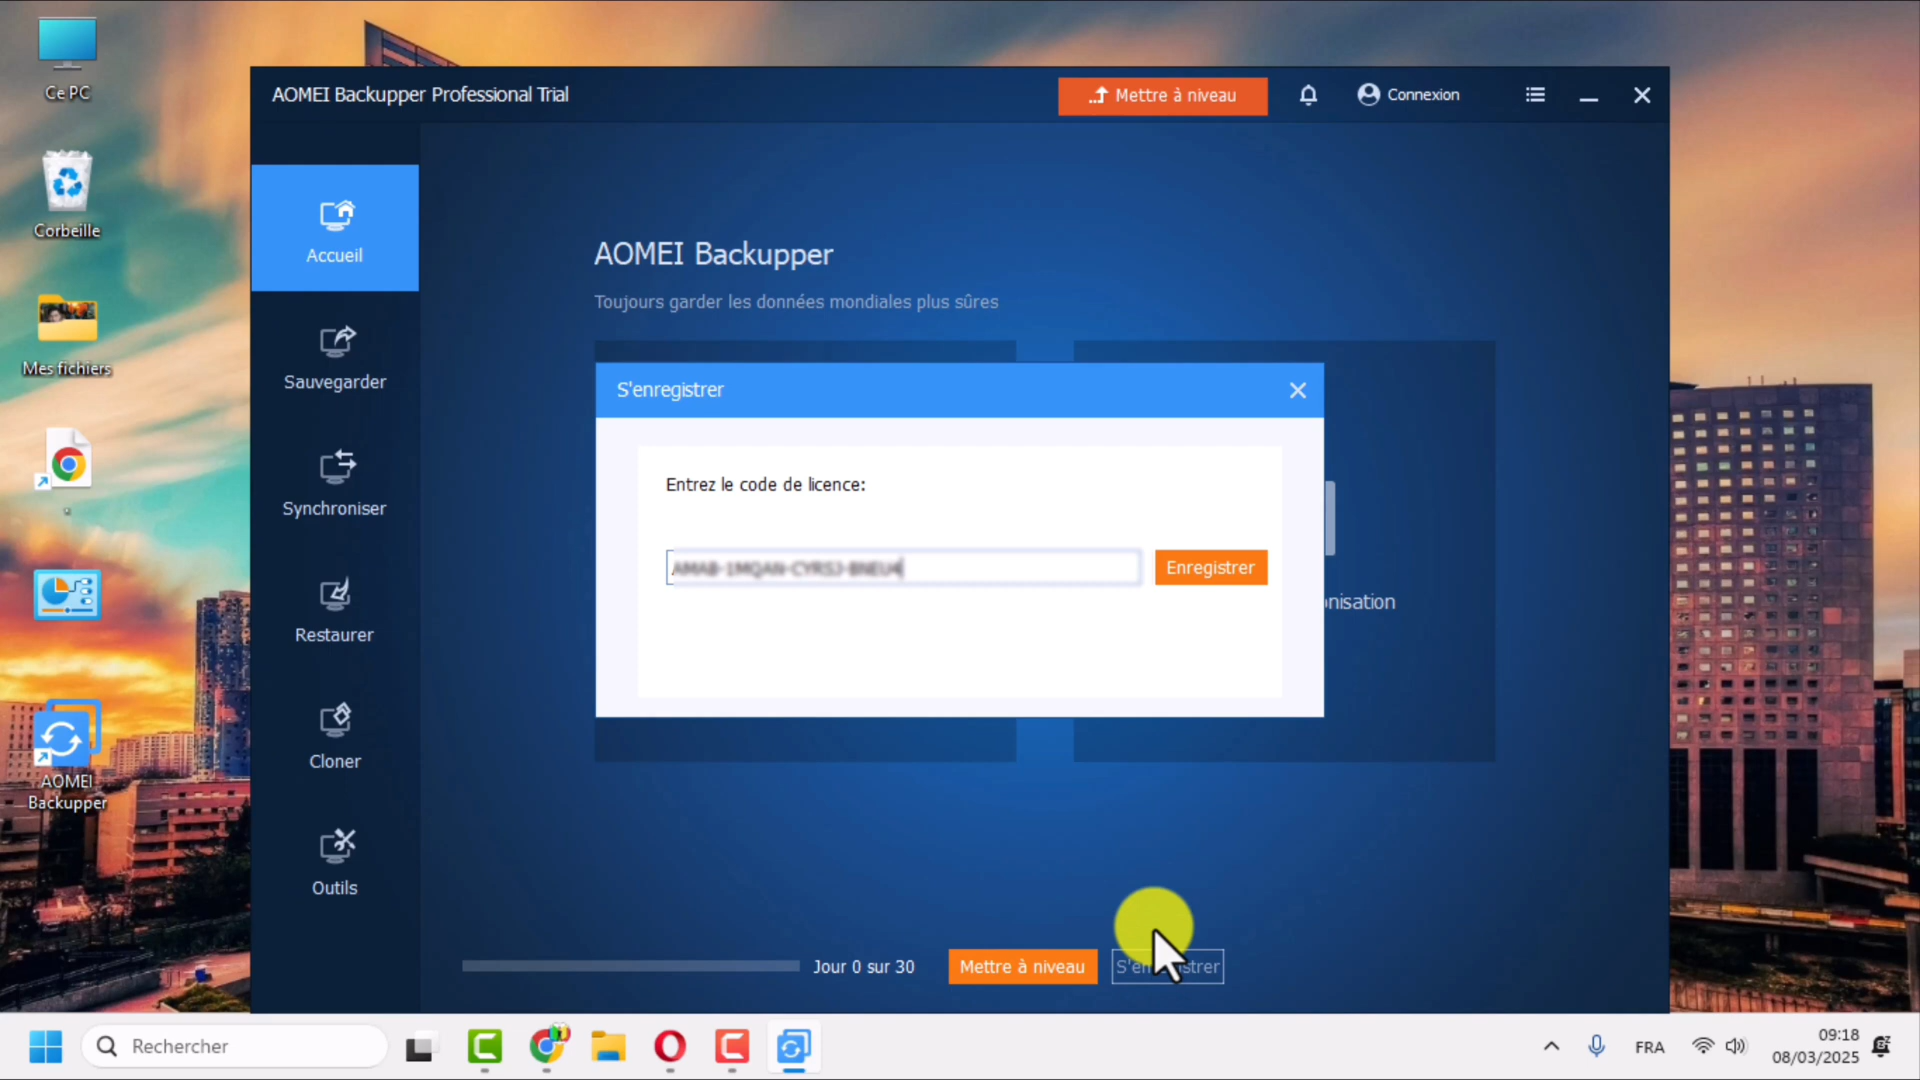 Ce PC
Corbeille
Mes fichiers
AOMEI
Backupper
AOMEI Backupper Professional Trial
Mettre à niveau
Connexion
Accueil
Sauvegarder
Synchroniser
Restaurer
Cloner
Outils
AOMEI Backupper
Toujours garder les données mondiales plus sûres
S'enregistrer
Entrez le code de licence:
Enregistrer
nisation
Jour 0 sur 30
Mettre à niveau
Rechercher
FRA
09:18
08/03/2025